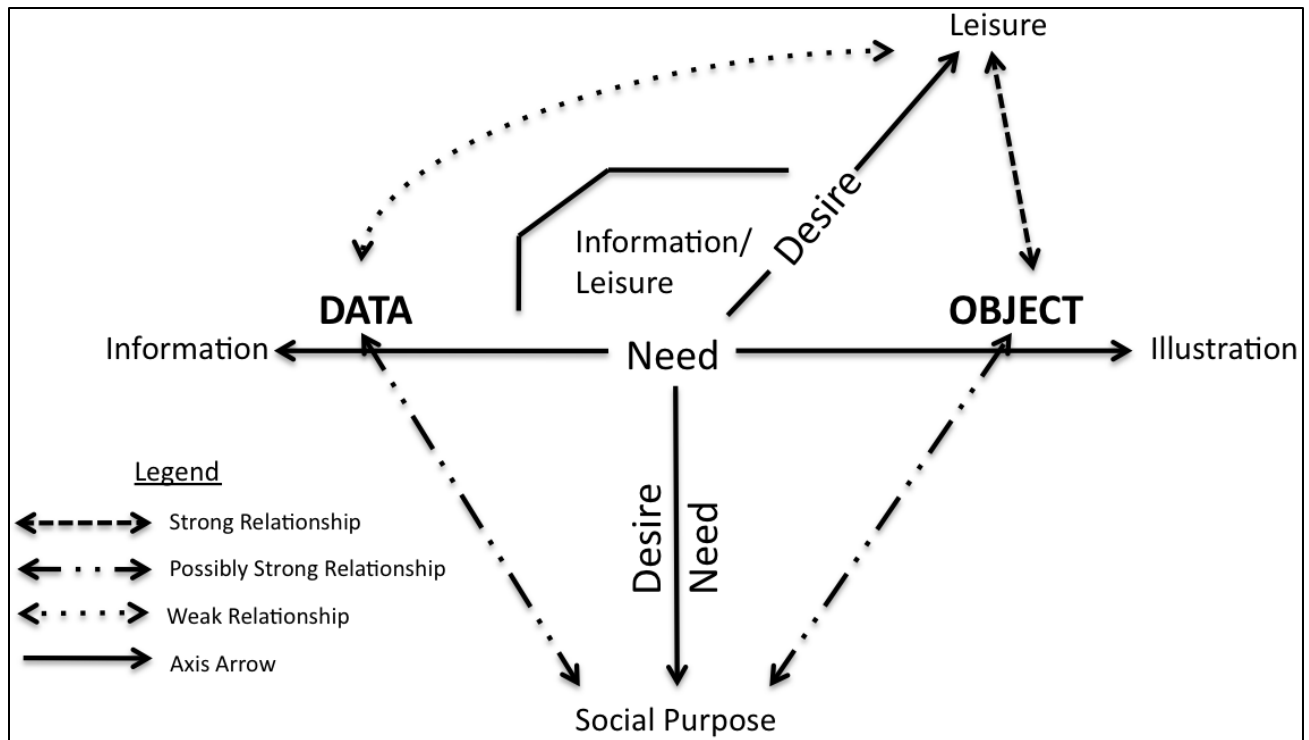 Leisure
Desire
Information/
Leisure
DATA
OBJECT
Information
Need
Illustration
Desire
Need
Legend
Strong Relationship
Possibly Strong Relationship
Weak Relationship
Axis Arrow
Social Purpose